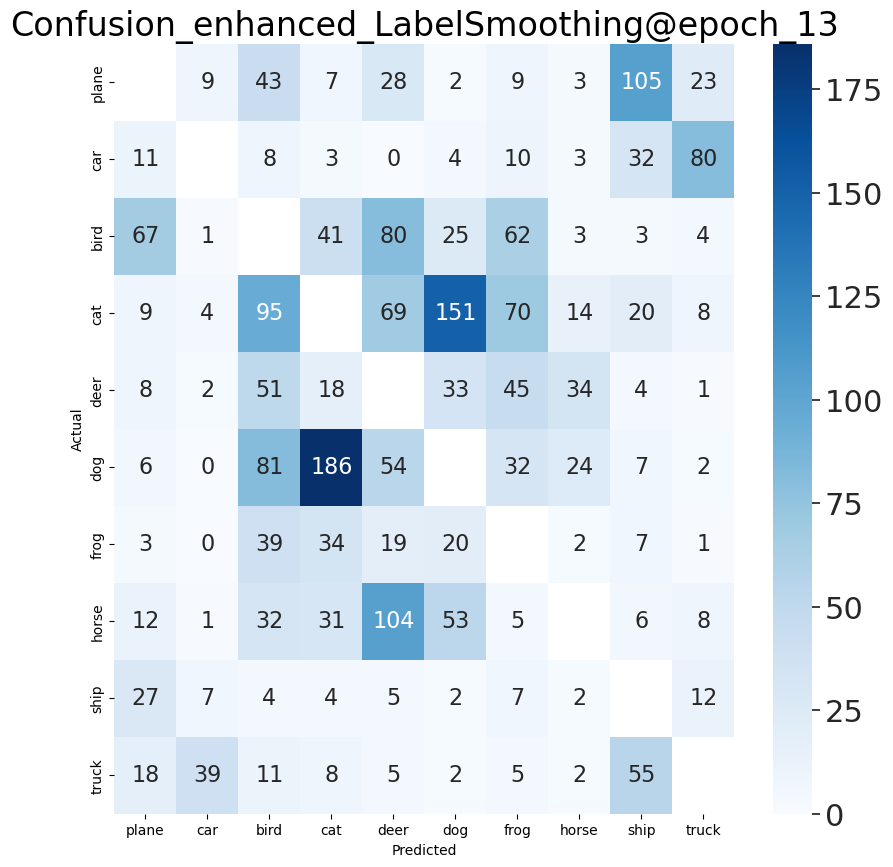 Confusion_enhanced_LabelSmoothing@epoch_13
plane 9 43 7 28 2 9 3 105 23
car 11 8 3 0 4 10 3 32 80
bird 67 1 41 80 25 62 3 3 4
cat 9 4 95 69 151 70 14 20 8
deer 8 2 51 18 33 45 34 4 1
dog 6 0 81 186 54 32 24 7 2
frog 3 0 39 34 19 20 2 7 1
horse 12 1 32 31 104 53 5 6 8
ship 27 7 4 4 5 2 7 2 12
truck 18 39 11 8 5 2 5 2 55
Actual
plane car bird cat deer dog frog horse ship truck
Predicted
175
150
125
100
75
50
25
0